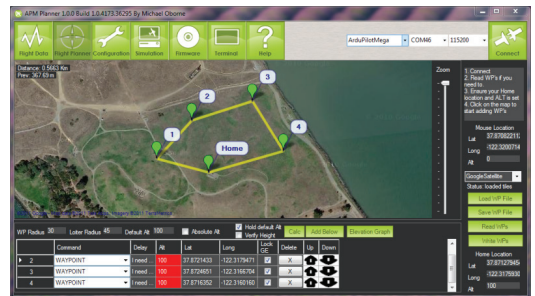 APM Planner 1.0.0 Build 1.0.4173.36295 By Michael Oborne
Flight Data Flight Planner Configuration Simulation Firmware Terminal Help
ArduPilotMega COM46 115200 Connect
Distance: 0.5663 Km
Prev: 367.69 m
Zoom
1. Connect
2. Read WP's if you
need to.
3. Ensure your Home
location and ALT is set
4. Click on the map to
start adding WP's
3
2
1
4
Home
Mouse Location
Lat
Long
Alt 0
GoogleSatellite
Status: loaded tiles
Load WP File
Save WP File
Read WPs
Write WPs
Home Location
Lat 37.87127945
Long -122.3175930
Alt 100
WP Radius 30 Loiter Radius 45 Default Alt 100 Absolute Alt Hold default Alt Verify Height Calc Add Below Elevation Graph
Command Delay Alt Lat Long Lock GE Delete Up Down
2 WAYPOINT I need ... 100 37.8721433 -122.3179471 X
3 WAYPOINT I need ... 100 37.8724651 -122.3166704 X
4 WAYPOINT I need ... 100 37.8716352 -122.3160160 X